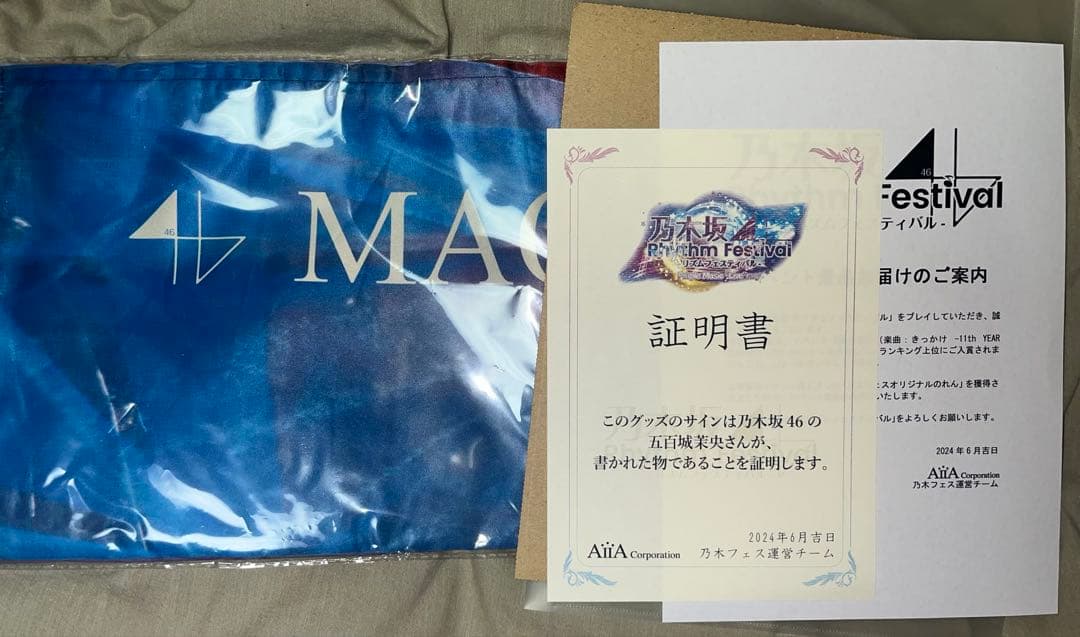 46
MAG
乃木坂
46
Rhythm Festival
-リズムフェスティバル-
証明書
このグッズのサインは乃木坂46の
五百城茉央さんが、
書かれた物であることを証明します。
2024年6月吉日
AiiA Corporation
乃木フェス運営チーム
46
Festival
ティバル-
届けのご案内
ル」をプレイしていただき、誠
(楽曲:きっかけ -11th YEAR
ランキング上位にご入賞されま
ェスオリジナルのれん」を獲得さ
いたします。
バル」をよろしくお願いします。
2024年6月吉日
AiiA Corporation
乃木フェス運営チーム